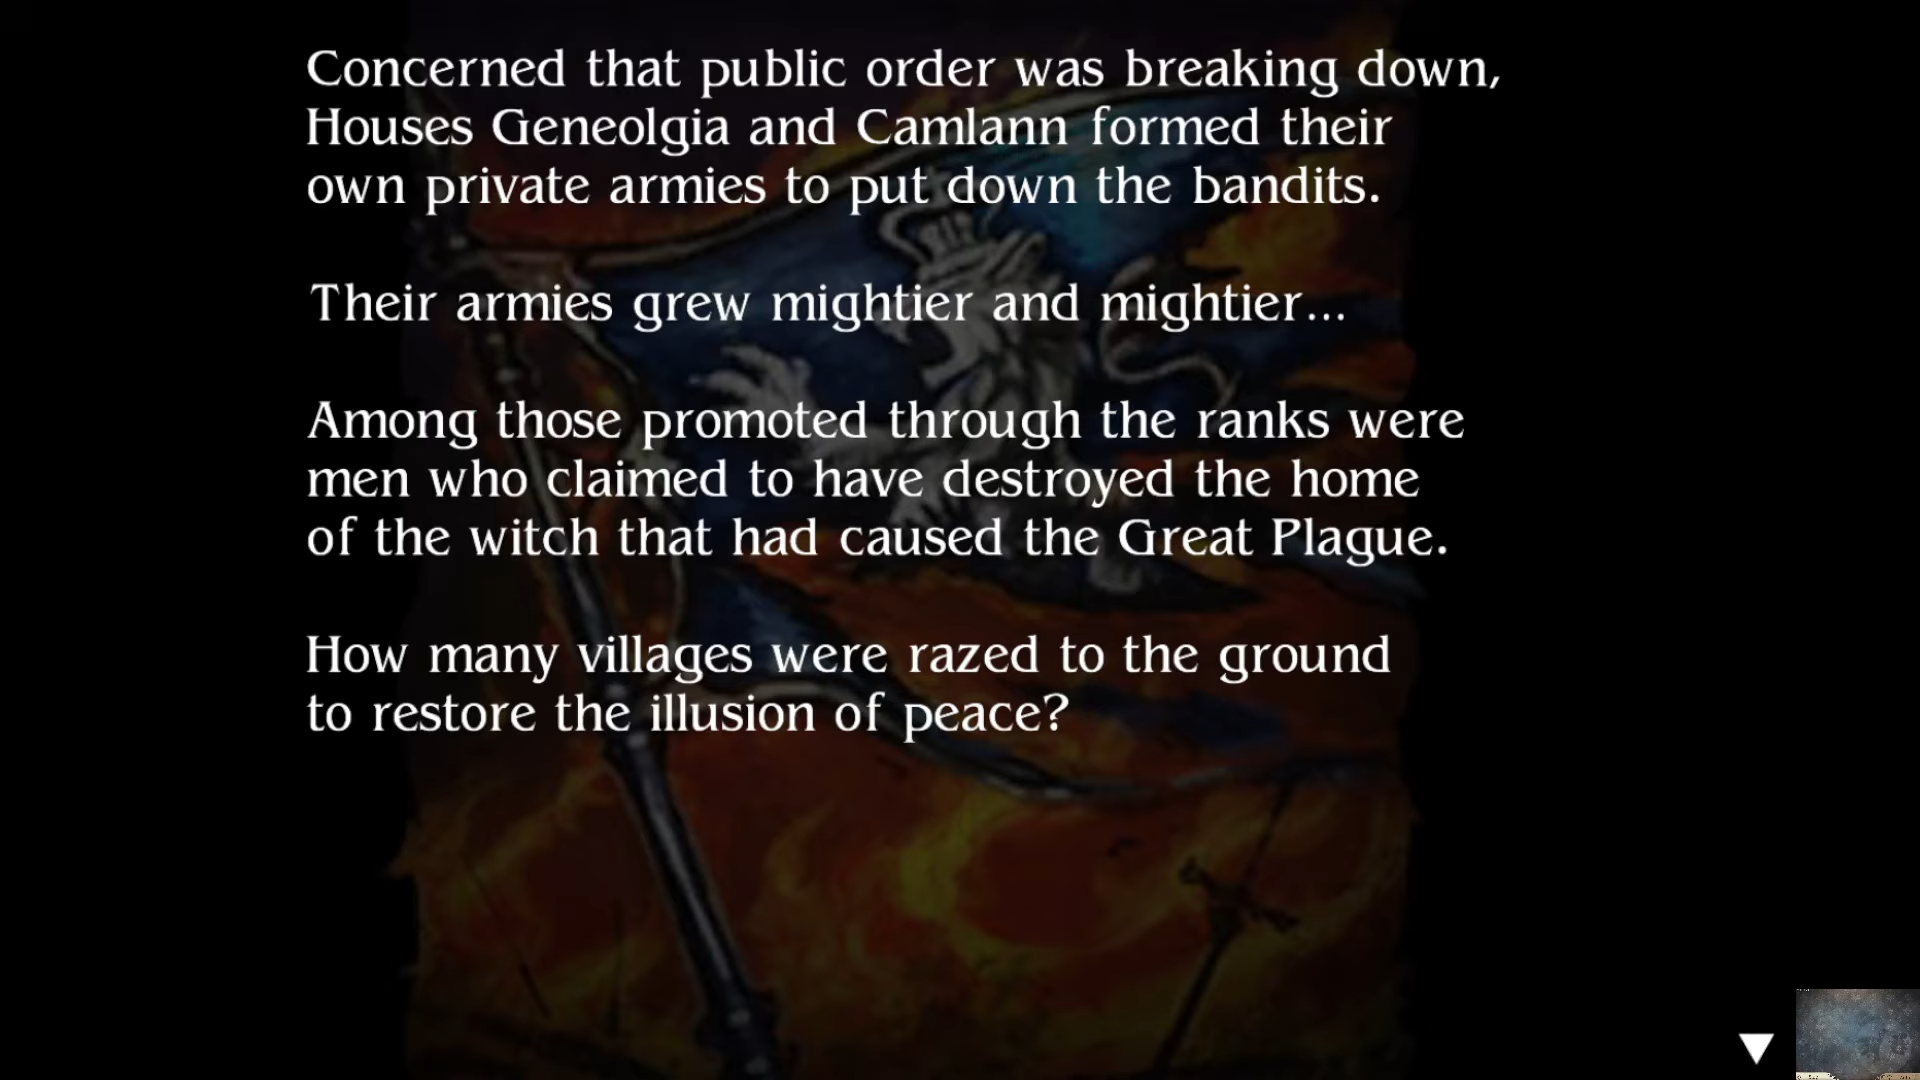 Concerned that public order was breaking down,
Houses Geneolgia and Camlann formed their
own private armies to put down the bandits.
Their armies grew mightier and mightier...
Among those promoted through the ranks were
men who claimed to have destroyed the home
of the witch that had caused the Great Plague.
How many villages were razed to the ground
to restore the illusion of peace?